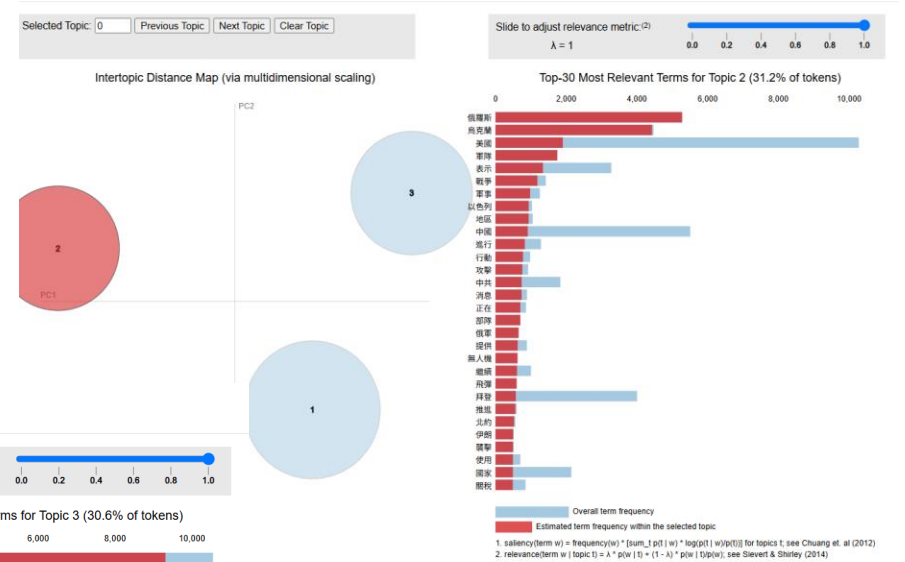 Selected Topic: 0 Previous Topic Next Topic Clear Topic
Slide to adjust relevance metric:(2)
λ = 1
0.0 0.2 0.4 0.6 0.8 1.0
Intertopic Distance Map (via multidimensional scaling)
PC2
PC1
2
3
1
Top-30 Most Relevant Terms for Topic 2 (31.2% of tokens)
0 2,000 4,000 6,000 8,000 10,000
俄羅斯
烏克蘭
美國
軍隊
表示
戰爭
軍事
以色列
地區
中國
進行
行動
攻擊
中共
消息
正在
部隊
俄軍
提供
無人機
繼續
飛彈
拜登
推進
北約
伊朗
襲擊
使用
國家
關稅
Overall term frequency
Estimated term frequency within the selected topic
1. saliency(term w) = frequency(w) * [sum_t p(t | w) * log(p(t | w)/p(t))] for topics t; see Chuang et. al (2012)
2. relevance(term w | topic t) = λ * p(w | t) + (1 - λ) * p(w | t)/p(w); see Sievert & Shirley (2014)
0.0 0.2 0.4 0.6 0.8 1.0
ms for Topic 3 (30.6% of tokens)
6,000 8,000 10,000